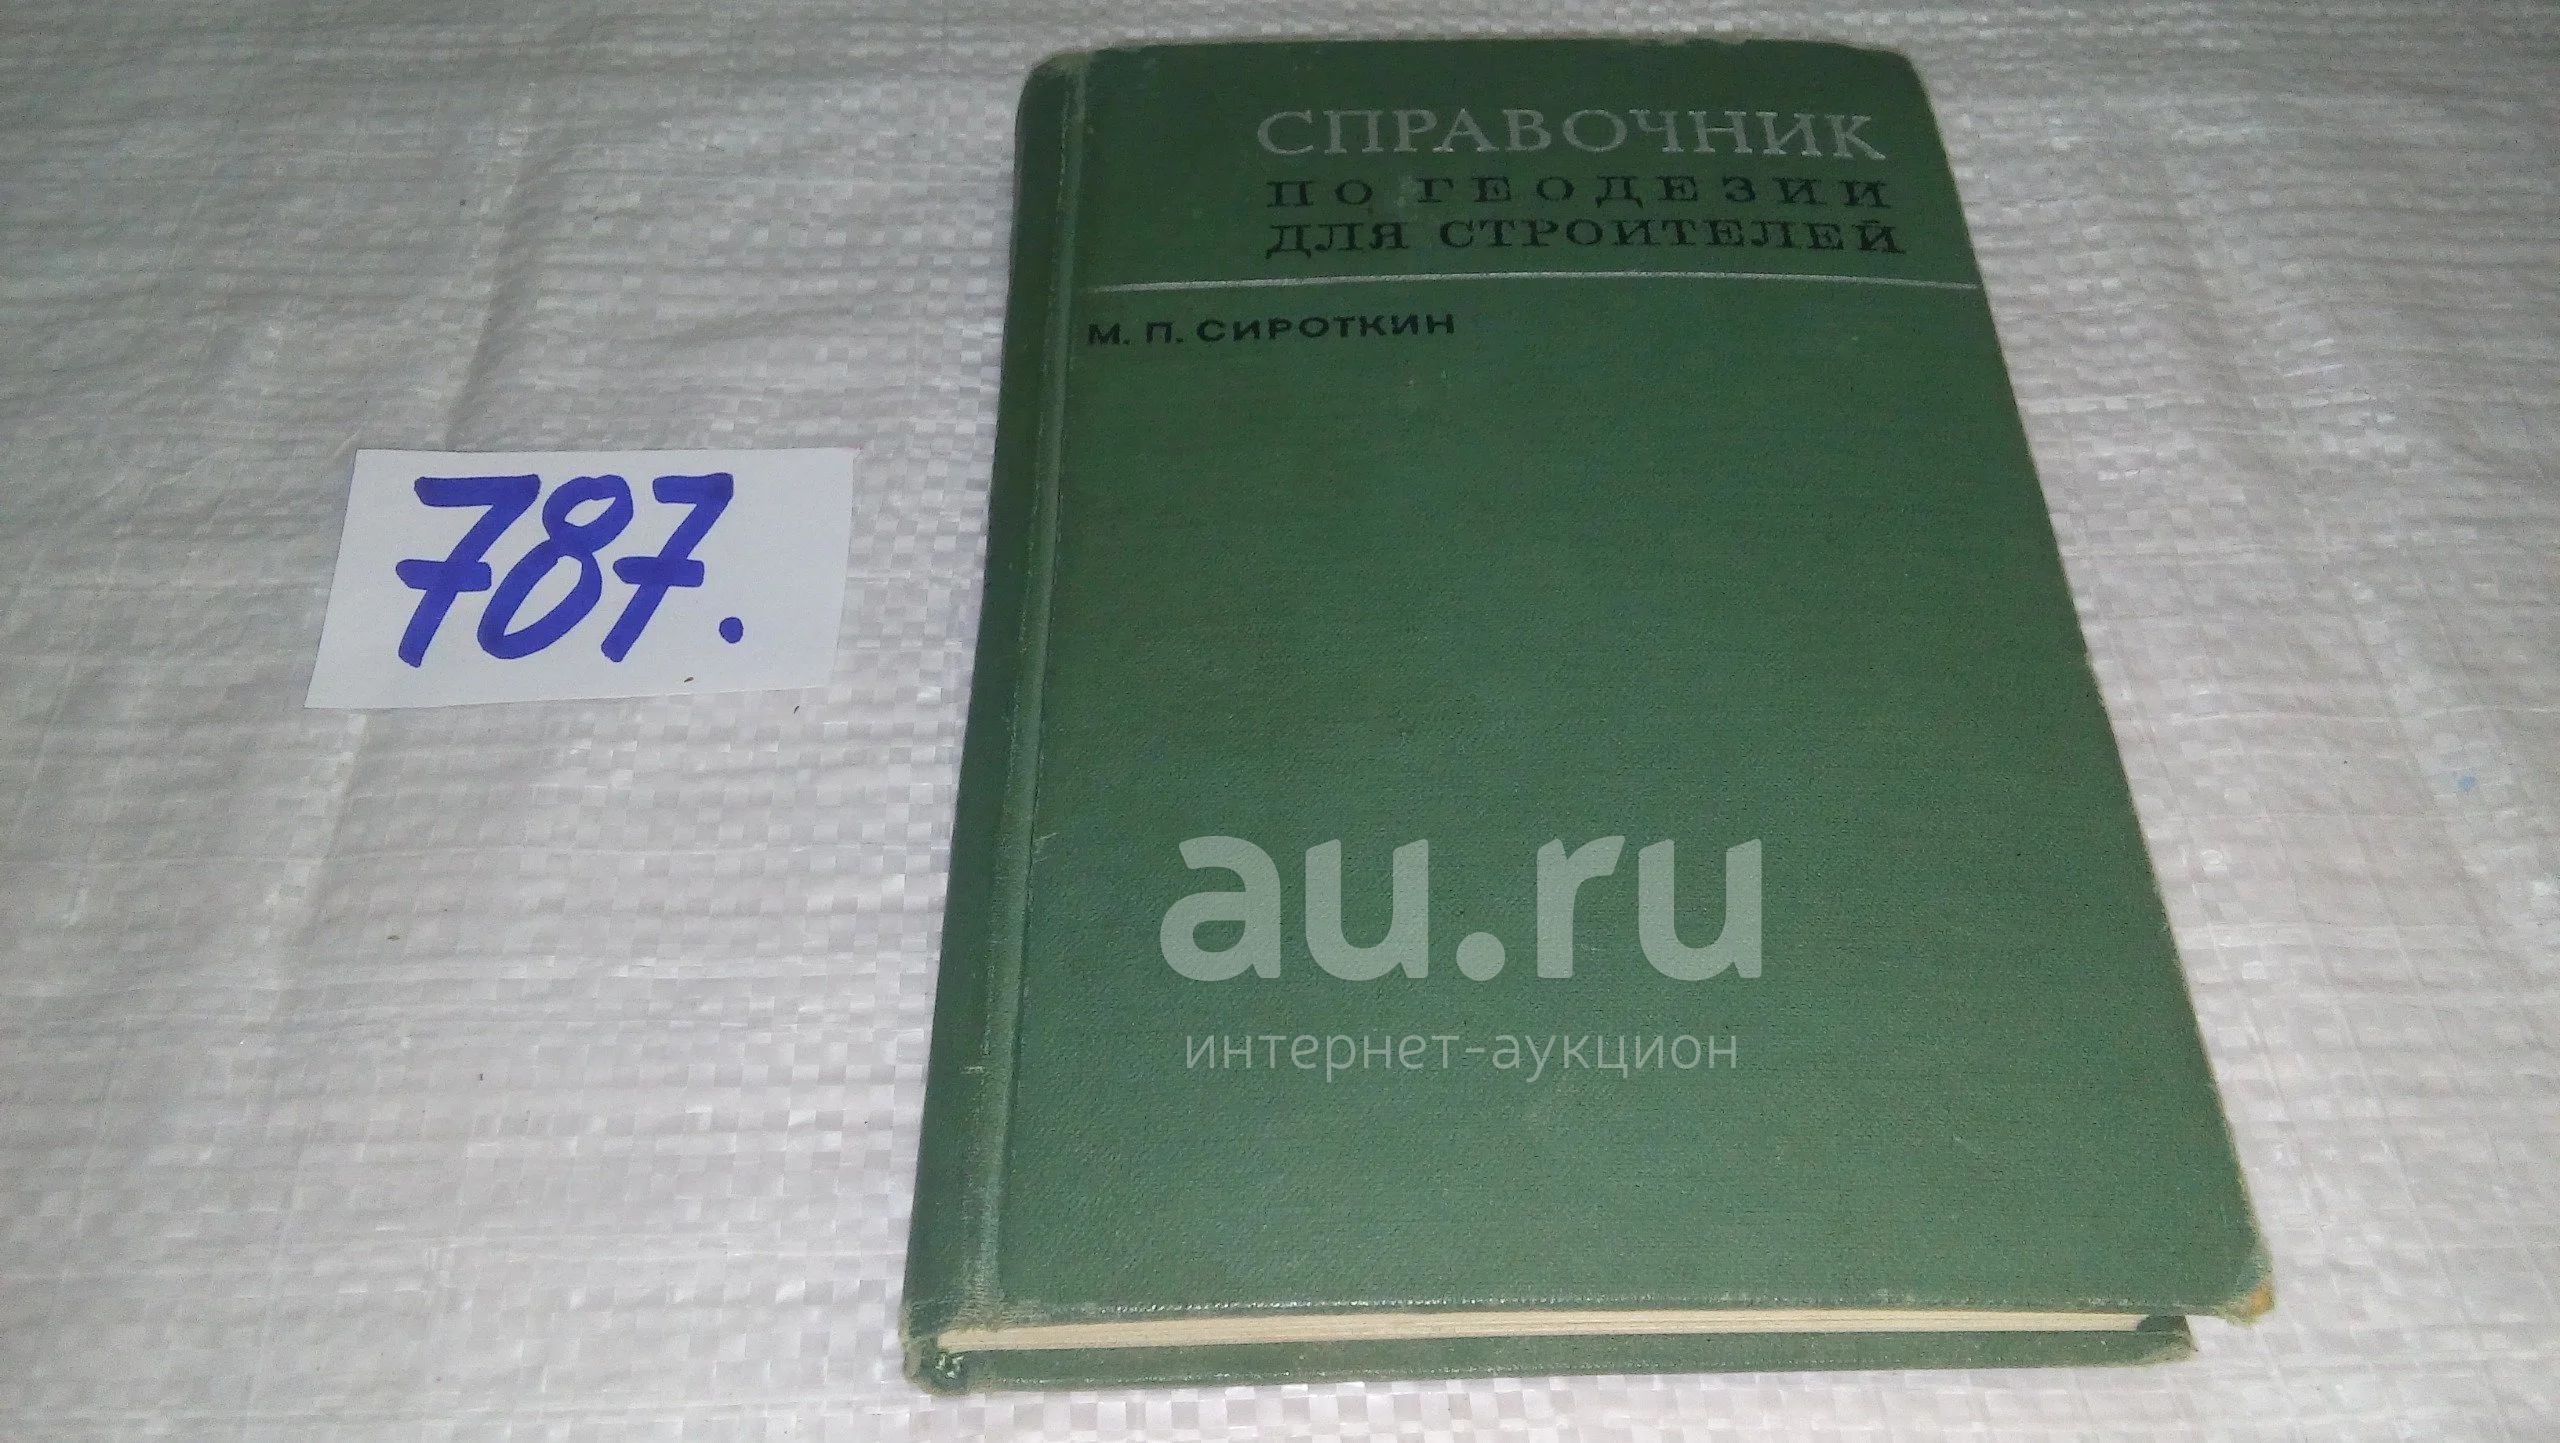 СПРАВОЧНИК
ПО ГЕОДЕЗИИ
ДЛЯ СТРОИТЕЛЕЙ
М. П. СИРОТКИН
787.
au.ru
интернет-аукцион